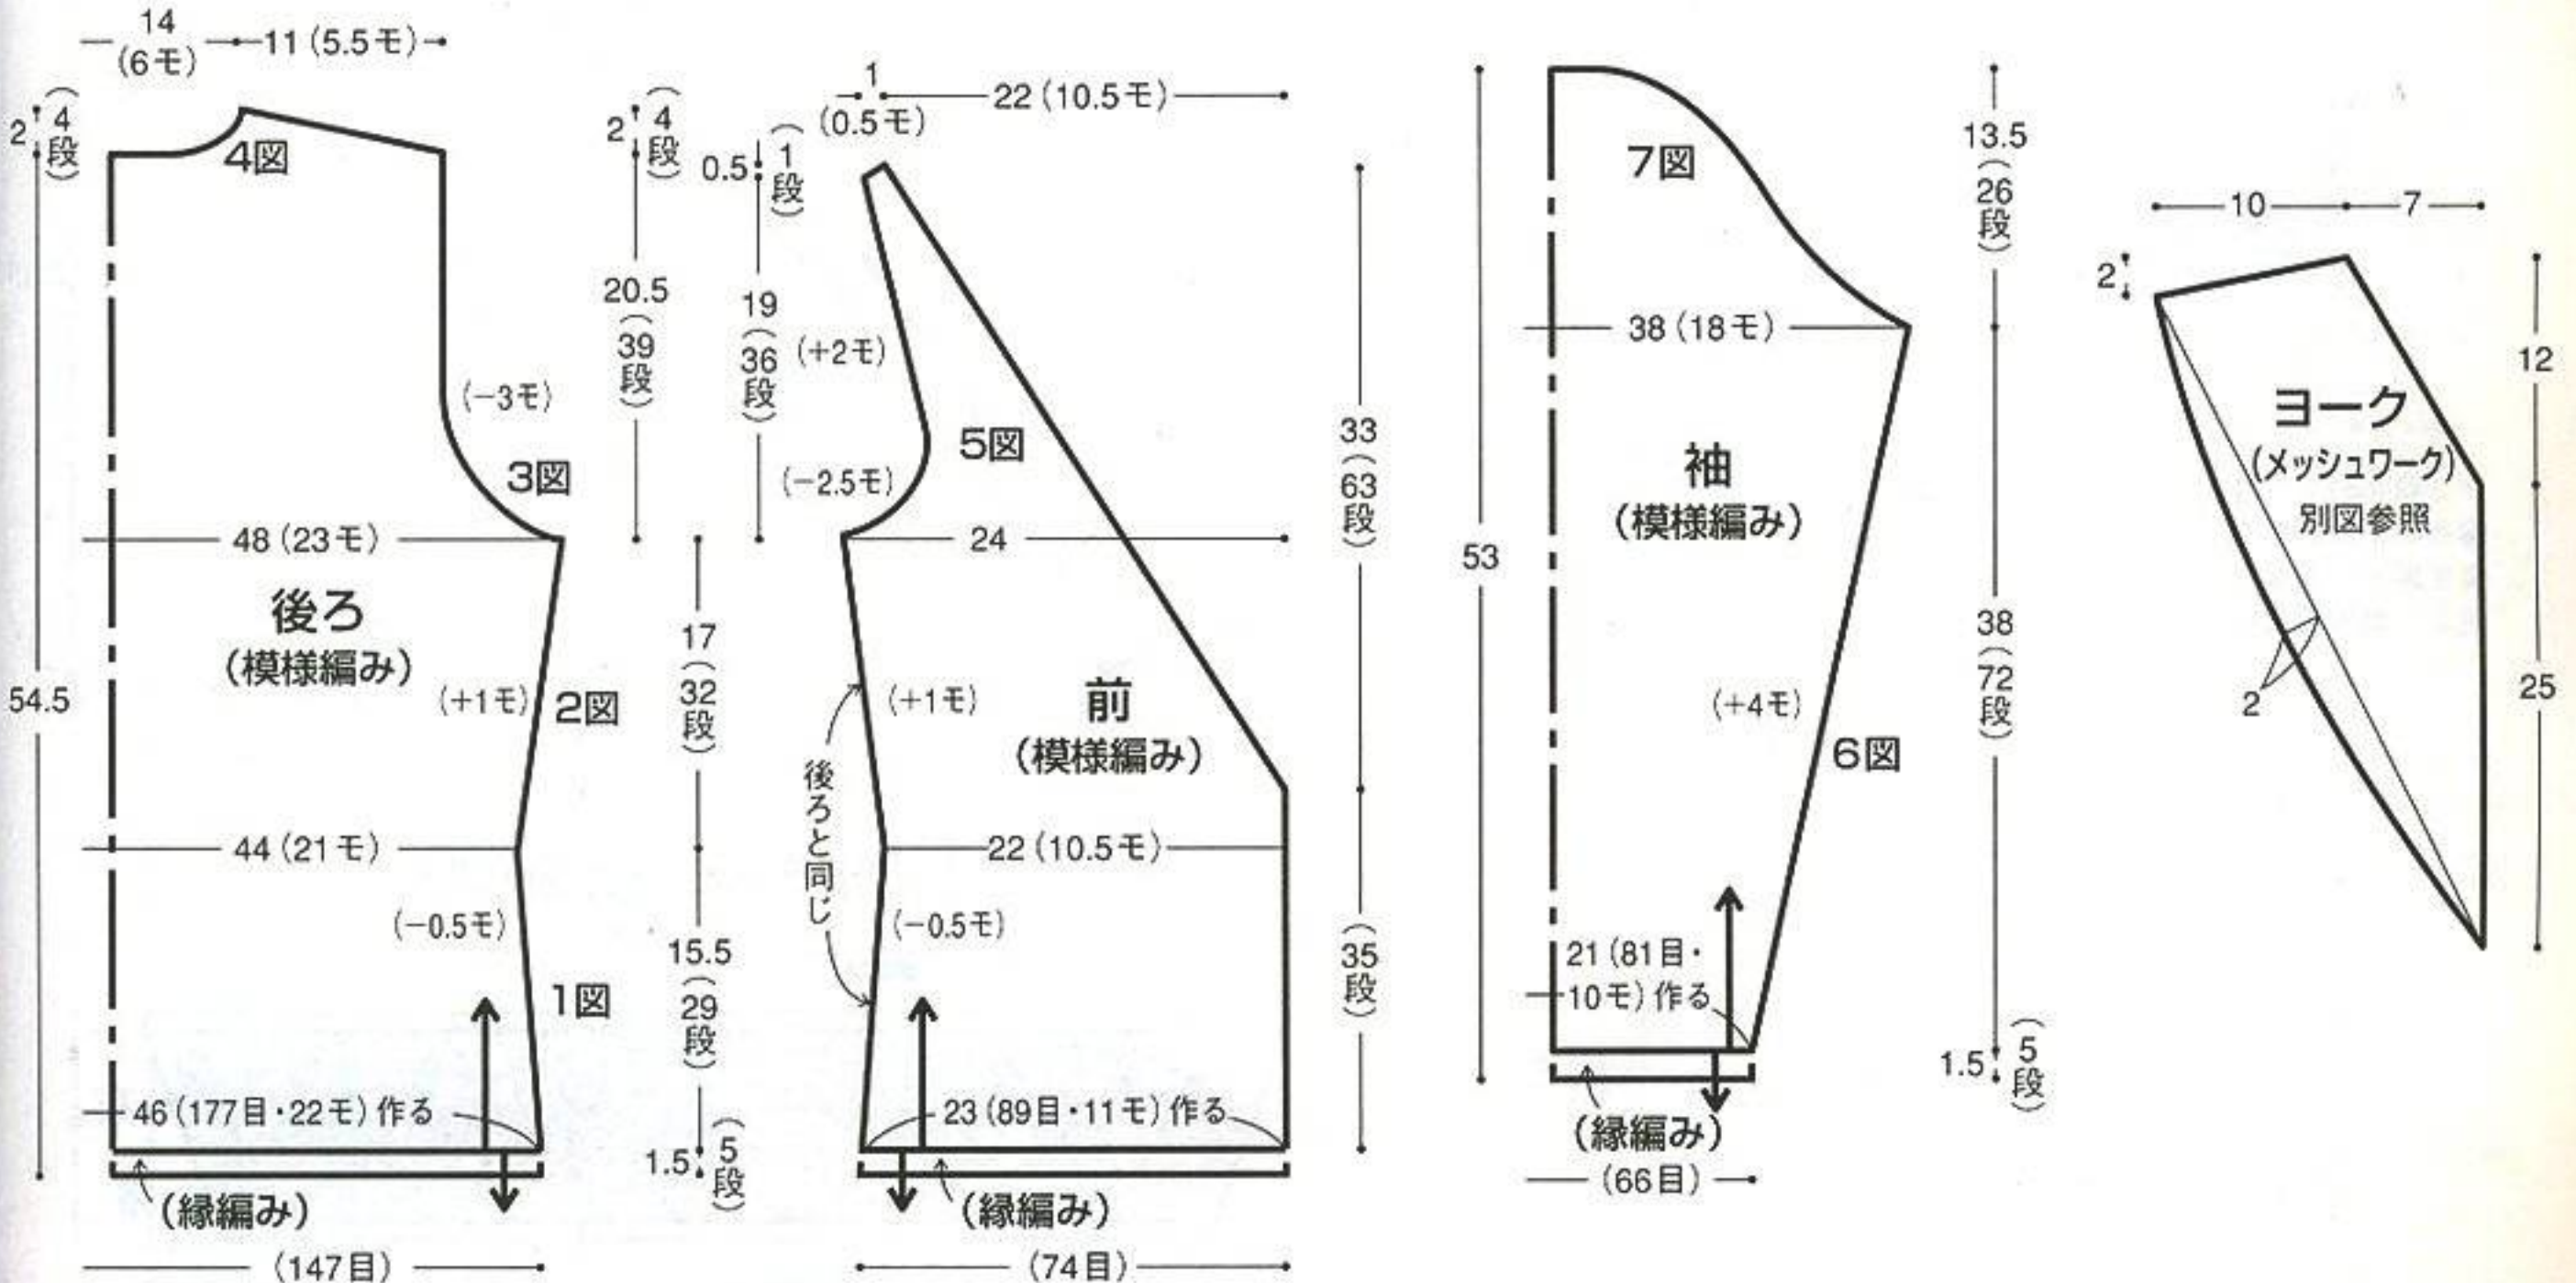 14
(6モ)
11(5.5モ)
2
(4段)
4図
54.5
(−3モ)
3図
48(23モ)
後ろ
(模様編み)
(+1モ)
2図
44(21モ)
(−0.5モ)
1図
46(177目・22モ)作る
(縁編み)
(147目)
2
(4段)
20.5
(39段)
17
(32段)
15.5
(29段)
1.5
(5段)
1
(0.5モ)
22(10.5モ)
0.5
(1段)
19
(36段)
(+2モ)
5図
(−2.5モ)
24
(+1モ)
前
(模様編み)
後ろと同じ
22(10.5モ)
(−0.5モ)
23(89目・11モ)作る
(縁編み)
(74目)
33
(63段)
(35段)
53
7図
38(18モ)
袖
(模様編み)
(+4モ)
6図
21(81目・
10モ)作る
(縁編み)
(66目)
13.5
(26段)
38
(72段)
1.5
(5段)
10
7
2
12
ヨーク
(メッシュワーク)
別図参照
25
2